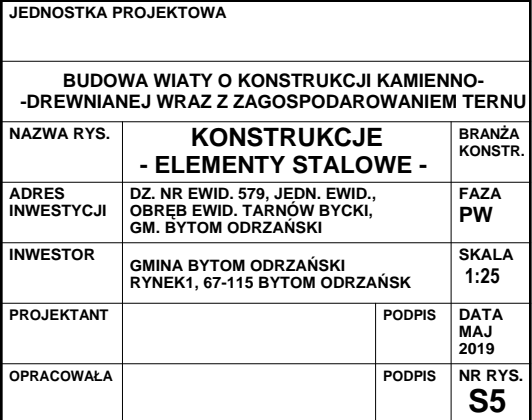 JEDNOSTKA PROJEKTOWA
BUDOWA WIATY O KONSTRUKCJI KAMIENNO-
-DREWNIANEJ WRAZ Z ZAGOSPODAROWANIEM TERNU
NAZWA RYS.
KONSTRUKCJE
- ELEMENTY STALOWE -
BRANŻA
KONSTR.
ADRES
INWESTYCJI
DZ. NR EWID. 579, JEDN. EWID.,
OBRĘB EWID. TARNÓW BYCKI,
GM. BYTOM ODRZAŃSKI
FAZA
PW
INWESTOR
GMINA BYTOM ODRZAŃSKI
RYNEK1, 67-115 BYTOM ODRZAŃSK
SKALA
1:25
PROJEKTANT
PODPIS
DATA
MAJ
2019
OPRACOWAŁA
PODPIS
NR RYS.
S5